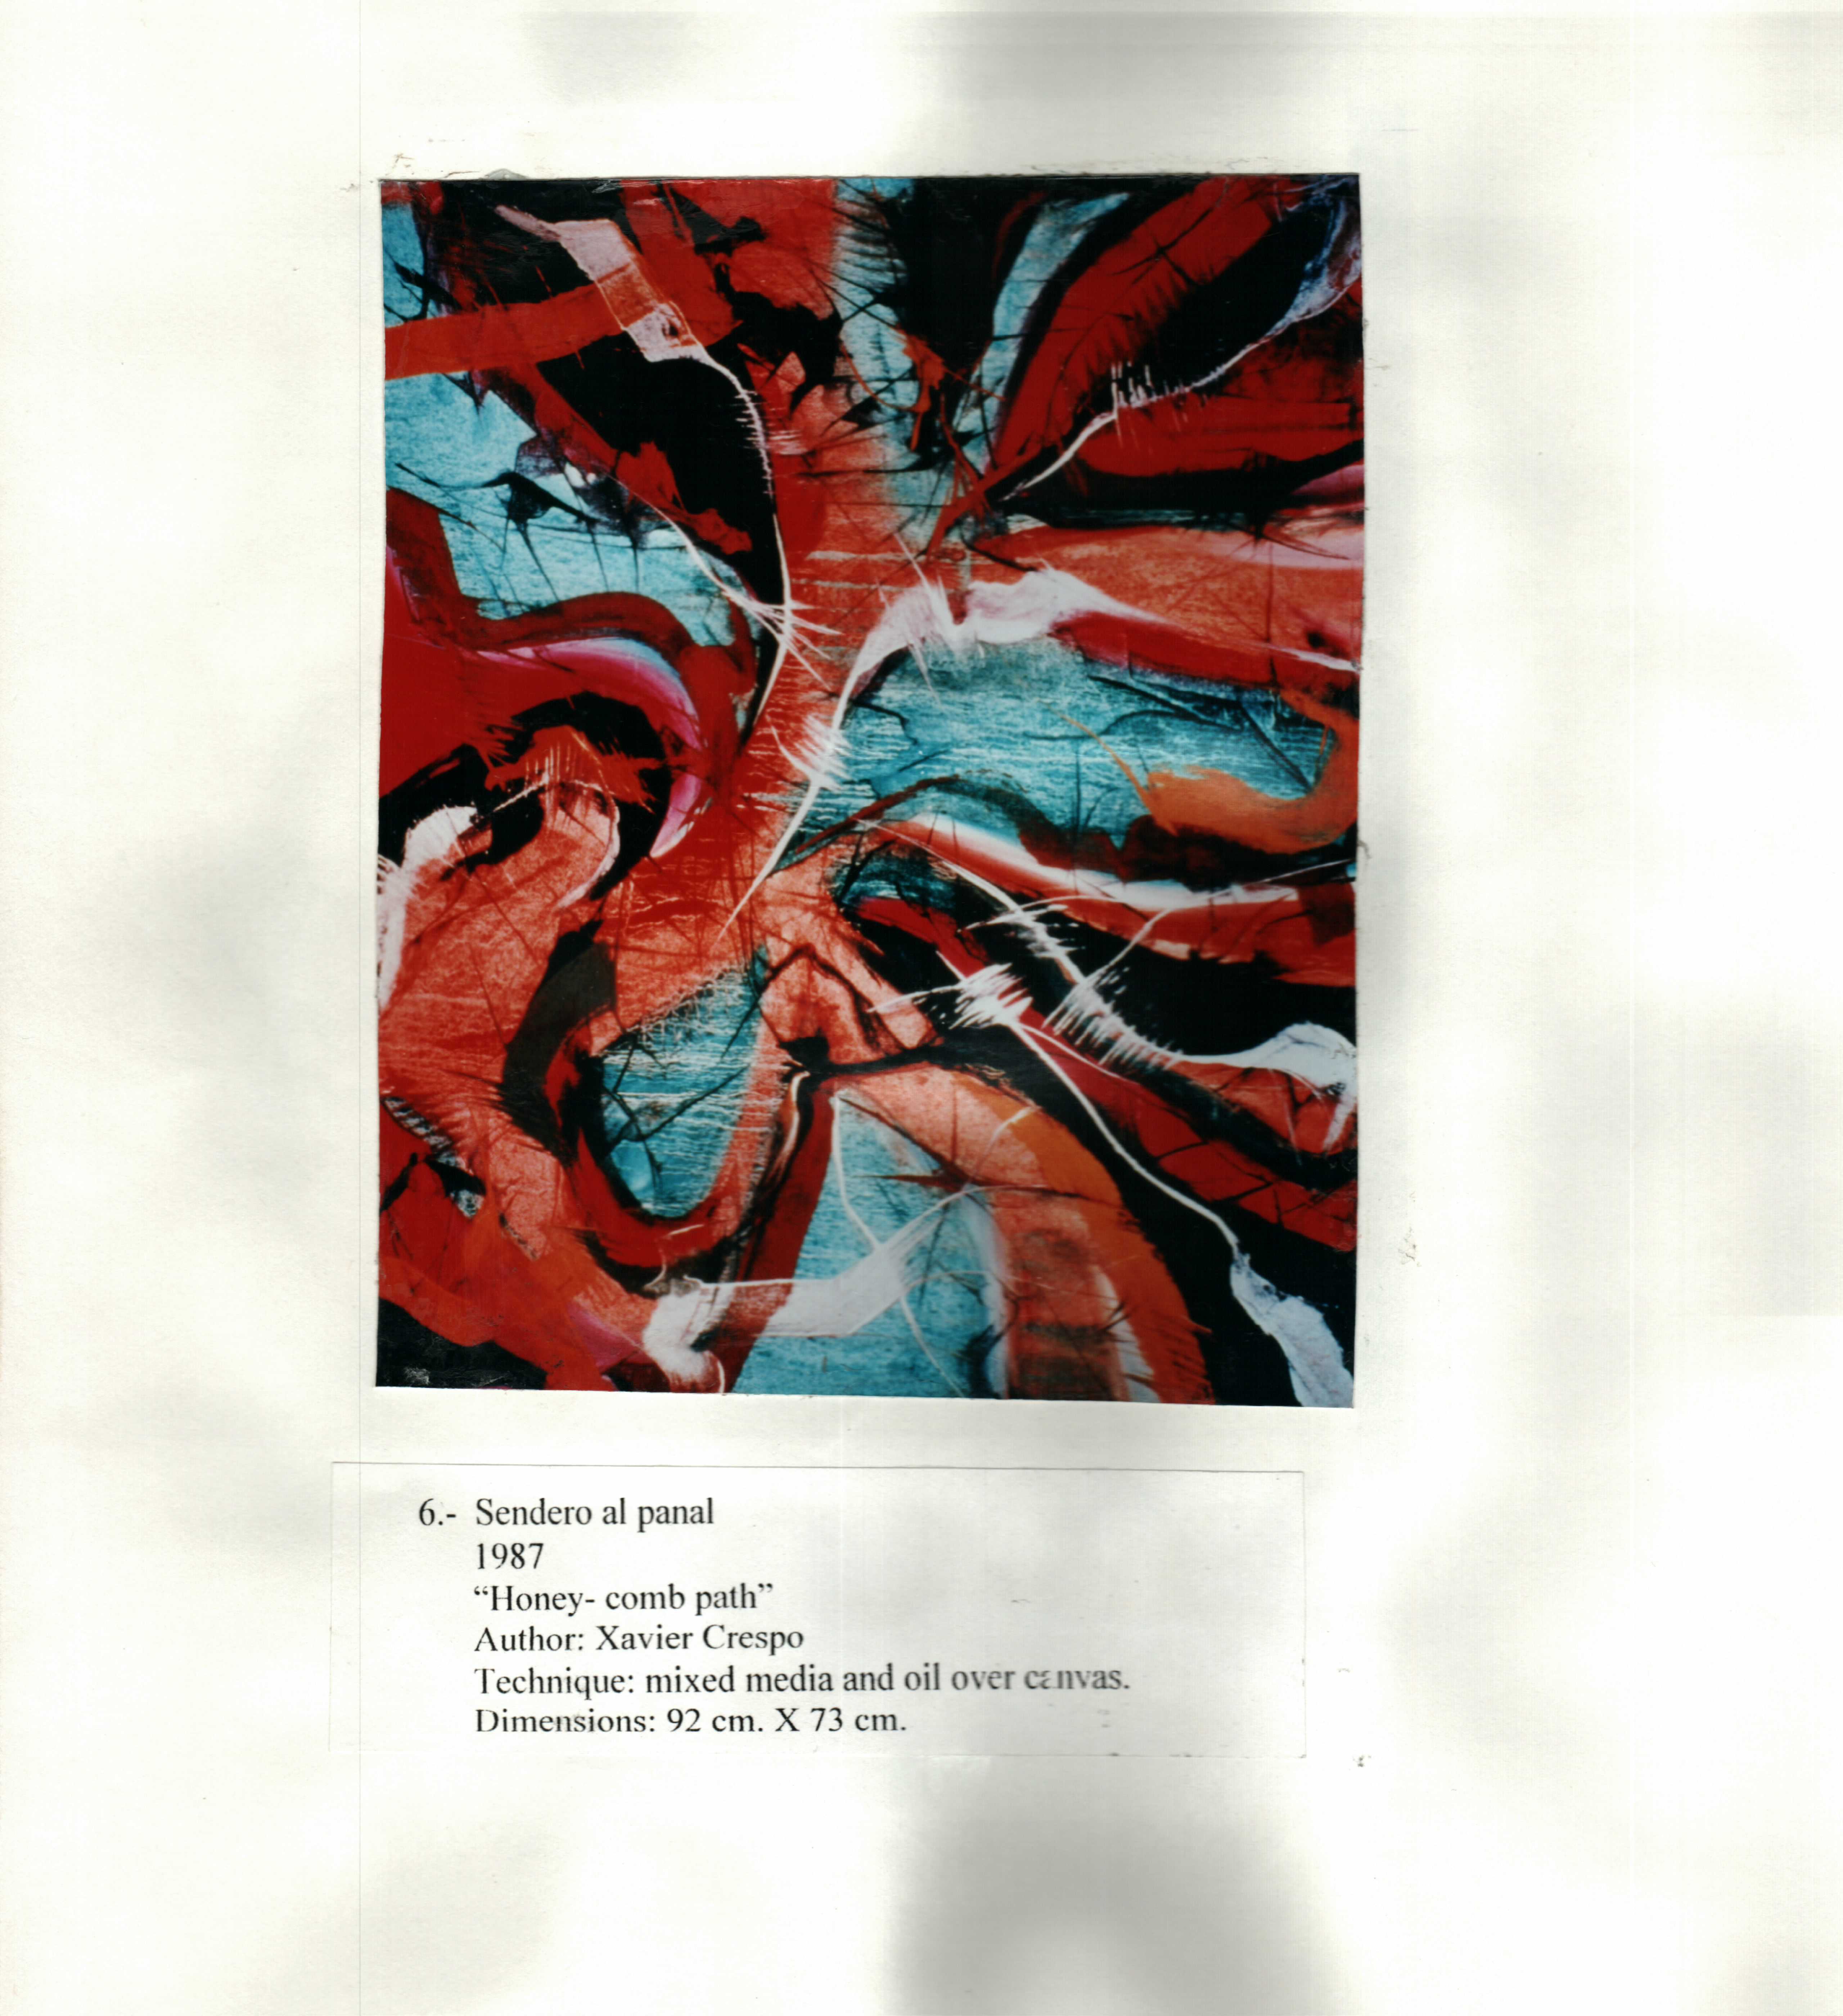 6.- Sendero al panal
1987
“Honey- comb path”
Author: Xavier Crespo
Technique: mixed media and oil over canvas.
Dimensions: 92 cm. X 73 cm.